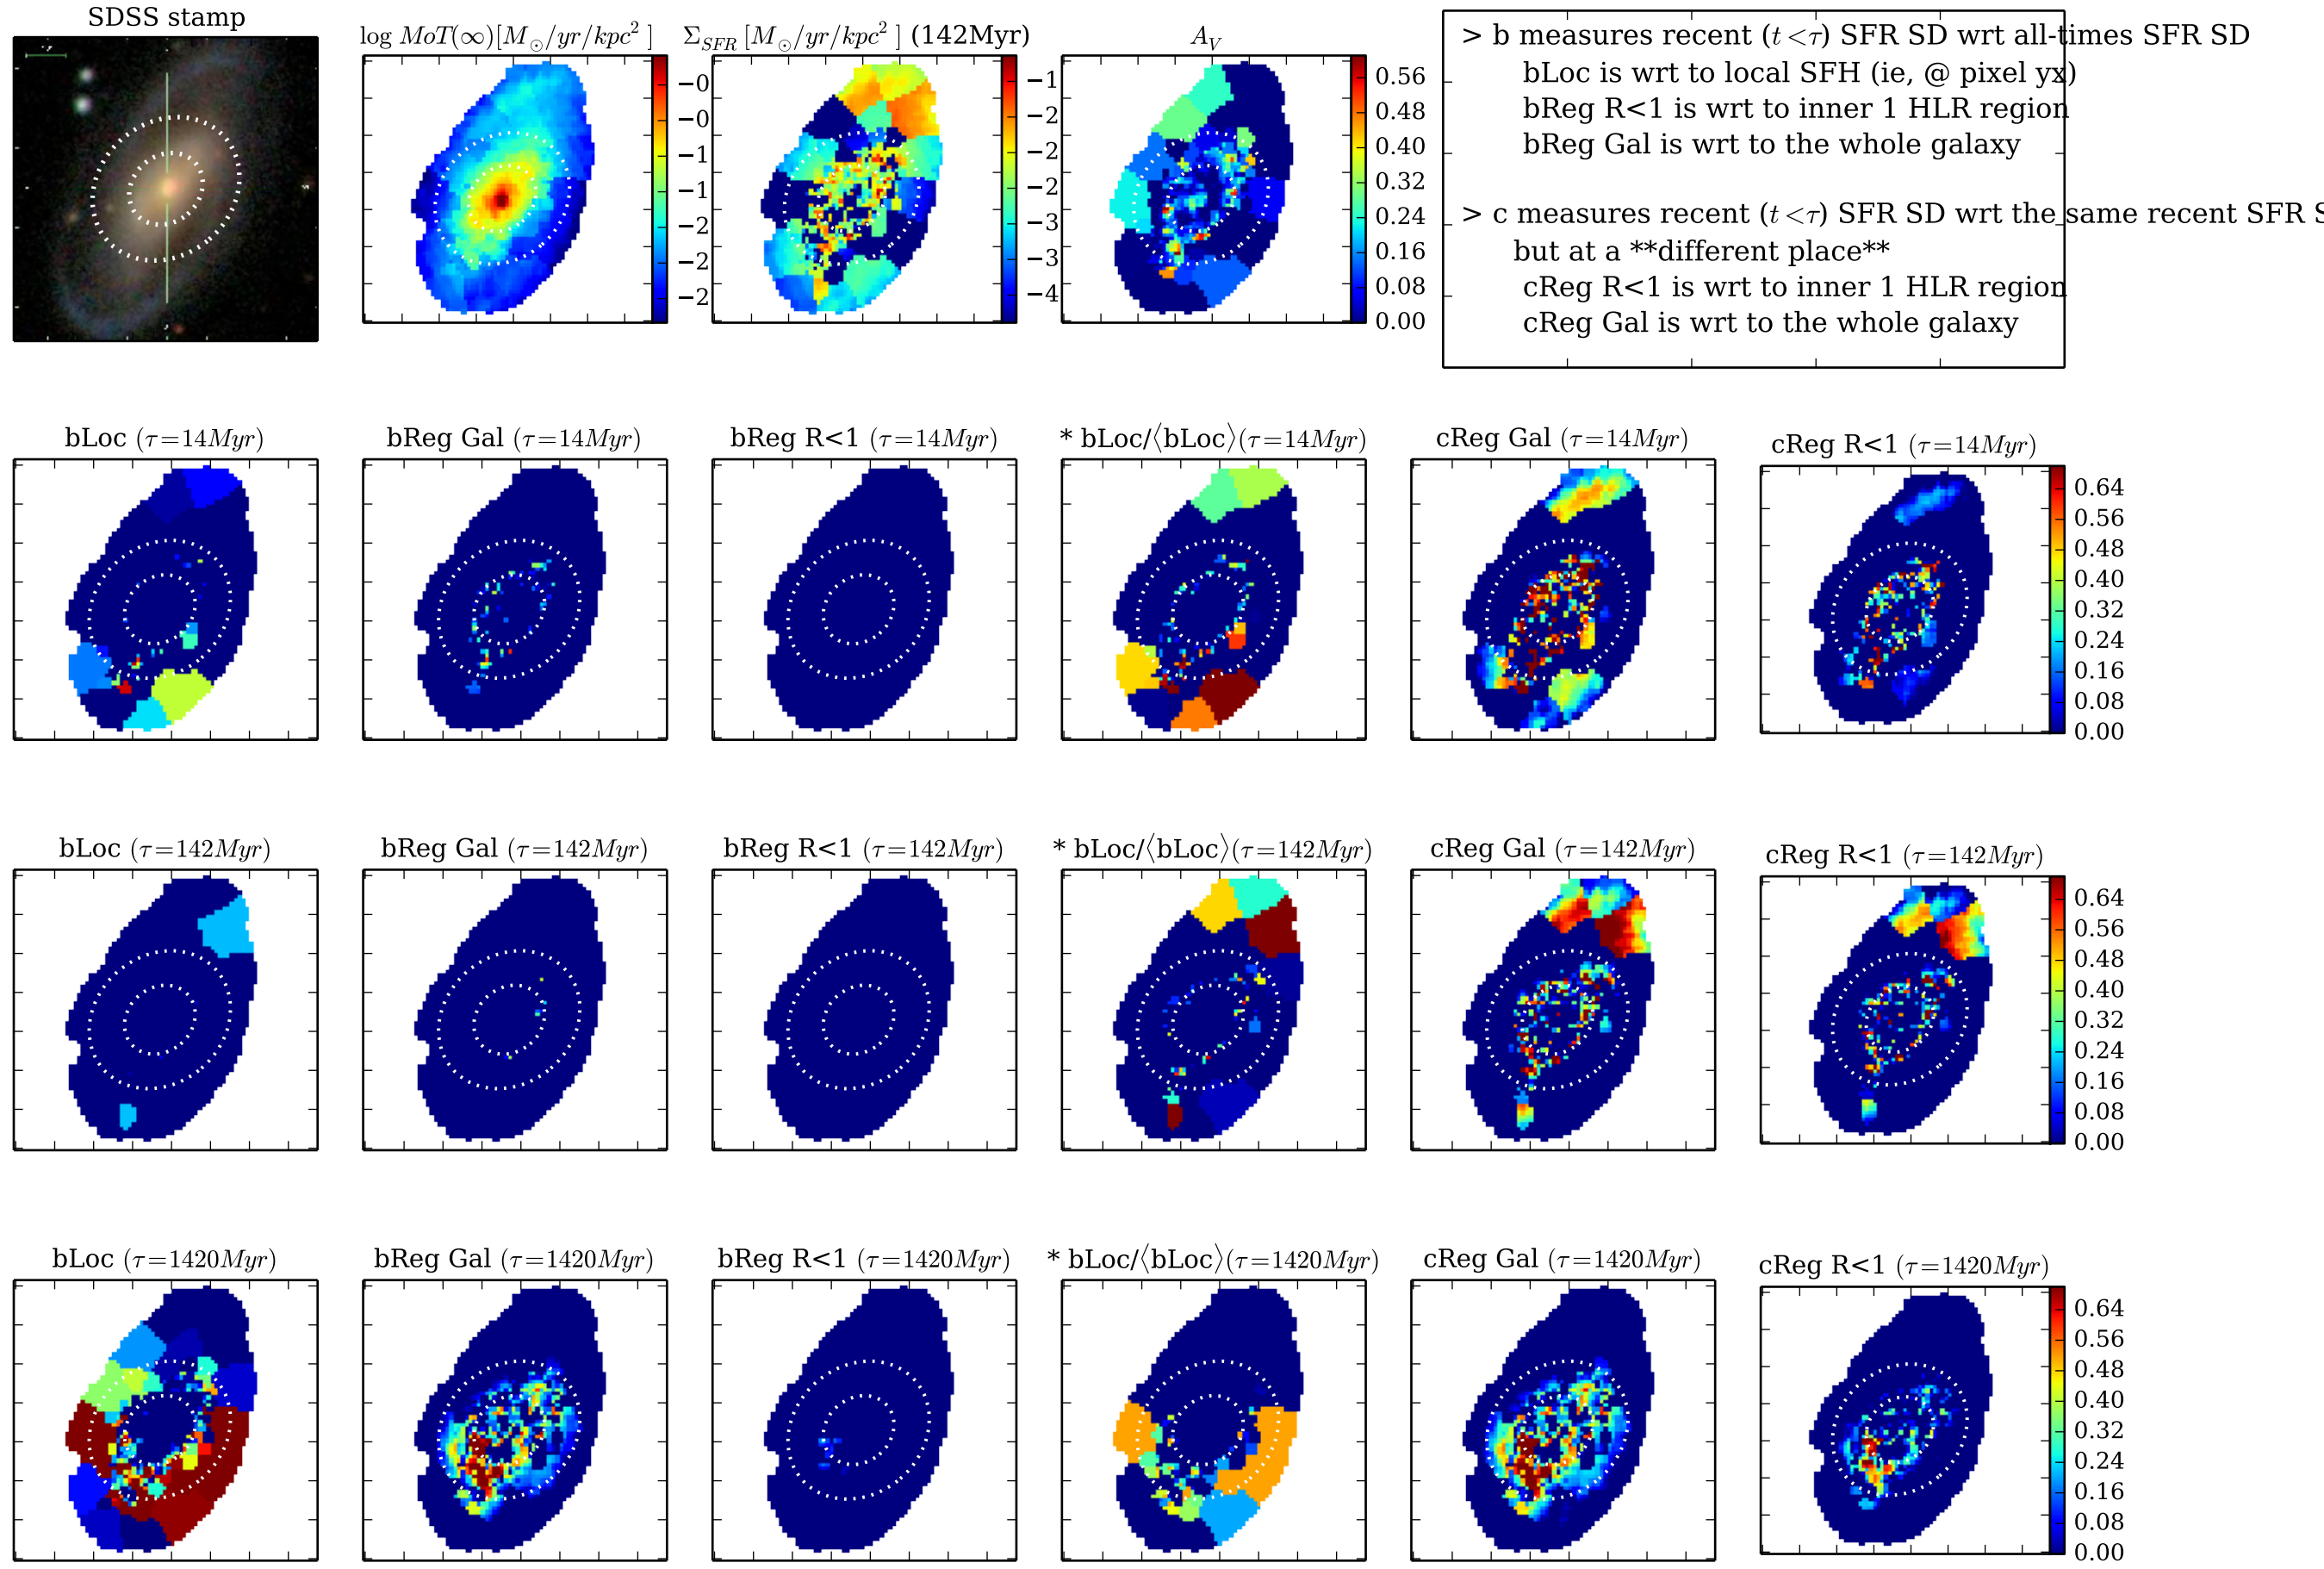 SDSS stamp
log MoT(∞)[M⊙/yr/kpc² ]
Σ_SFR [M⊙/yr/kpc² ] (142Myr)
A_V
−0
−0
−1
−1
−2
−2
−2
−1
−1
−2
−2
−3
−3
−4
0.56
0.48
0.40
0.32
0.24
0.16
0.08
0.00
> b measures recent (t<τ) SFR SD wrt all-times SFR SD
bLoc is wrt to local SFH (ie, @ pixel yx)
bReg R<1 is wrt to inner 1 HLR region
bReg Gal is wrt to the whole galaxy
> c measures recent (t<τ) SFR SD wrt the same recent SFR S
but at a **different place**
cReg R<1 is wrt to inner 1 HLR region
cReg Gal is wrt to the whole galaxy
bLoc (τ=14Myr)
bReg Gal (τ=14Myr)
bReg R<1 (τ=14Myr)
* bLoc/⟨bLoc⟩(τ=14Myr)
cReg Gal (τ=14Myr)
cReg R<1 (τ=14Myr)
0.64
0.56
0.48
0.40
0.32
0.24
0.16
0.08
0.00
bLoc (τ=142Myr)
bReg Gal (τ=142Myr)
bReg R<1 (τ=142Myr)
* bLoc/⟨bLoc⟩(τ=142Myr)
cReg Gal (τ=142Myr)
cReg R<1 (τ=142Myr)
0.64
0.56
0.48
0.40
0.32
0.24
0.16
0.08
0.00
bLoc (τ=1420Myr)
bReg Gal (τ=1420Myr)
bReg R<1 (τ=1420Myr)
* bLoc/⟨bLoc⟩(τ=1420Myr)
cReg Gal (τ=1420Myr)
cReg R<1 (τ=1420Myr)
0.64
0.56
0.48
0.40
0.32
0.24
0.16
0.08
0.00